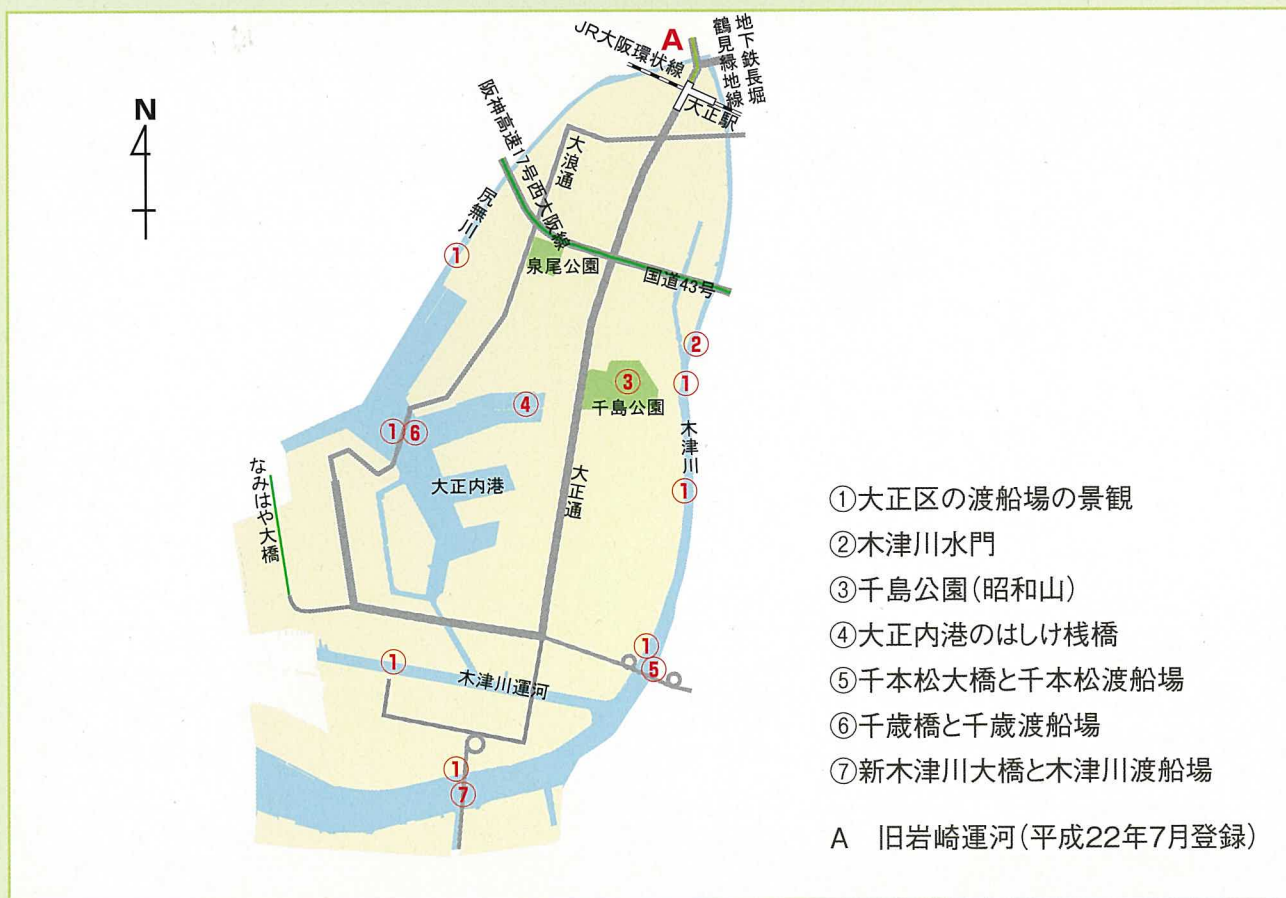 A
JR大阪環状線
地下鉄長堀
鶴見緑地線
大正駅
N
阪神高速17号西大阪線
大浪通
尻無川
①
泉尾公園
国道43号
②
③
①
千島公園
④
①⑥
木津川
なみはや大橋
大正内港
大正通
①
①
⑤
①
木津川運河
①
⑦
①大正区の渡船場の景観
②木津川水門
③千島公園(昭和山)
④大正内港のはしけ桟橋
⑤千本松大橋と千本松渡船場
⑥千歳橋と千歳渡船場
⑦新木津川大橋と木津川渡船場
A 旧岩崎運河(平成22年7月登録)